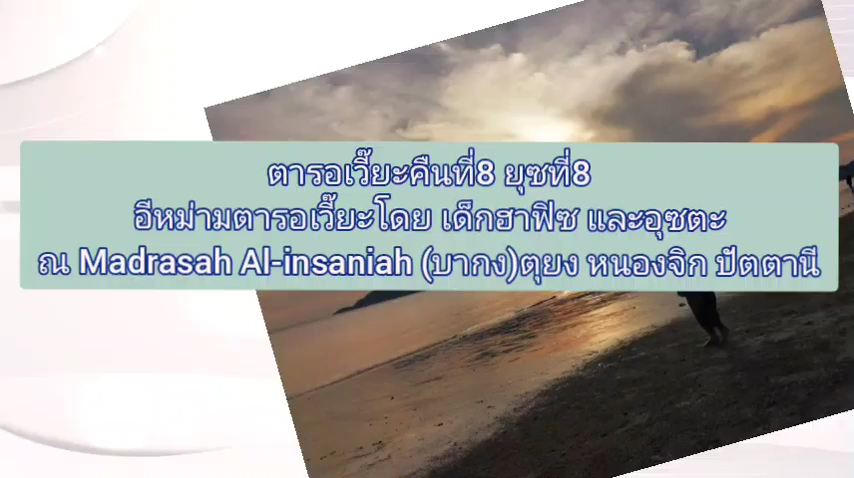 ตารอเวี๊ยะคืนที่8 ยุซที่8
อีหม่ามตารอเวี๊ยะโดย เด็กฮาฟิซ และอุซตะ
ณ Madrasah Al-insaniah (บากง)ตุยง หนองจิก ปัตตานี